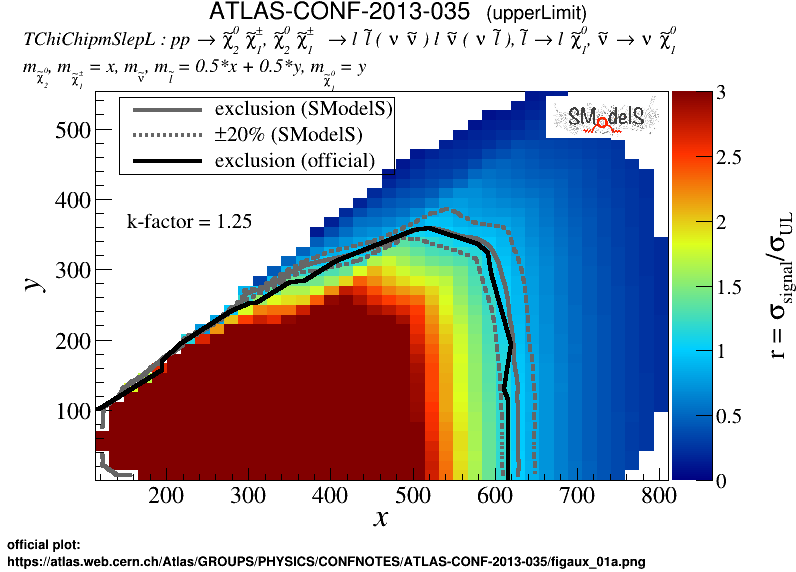 ATLAS-CONF-2013-035 (upperLimit)
TChiChipmSlepL : pp → χ̃₂⁰ χ̃₁±, χ̃₂⁰ χ̃₁± → l l̃ ( ν ν̃ ) l ν̃ ( ν l̃ ), l̃ → l χ̃₁⁰, ν̃ → ν χ̃₁⁰
m_χ̃₂⁰, m_χ̃₁± = x, m_ν̃, m_l̃ = 0.5*x + 0.5*y, m_χ̃₁⁰ = y
exclusion (SModelS)
±20% (SModelS)
exclusion (official)
SModelS
k-factor = 1.25
500
400
300
200
100
y
100 200 300 400 500 600 700 800
x
3
2.5
2
1.5
1
0.5
0
r = σ_signal/σ_UL
official plot:
https://atlas.web.cern.ch/Atlas/GROUPS/PHYSICS/CONFNOTES/ATLAS-CONF-2013-035/figaux_01a.png